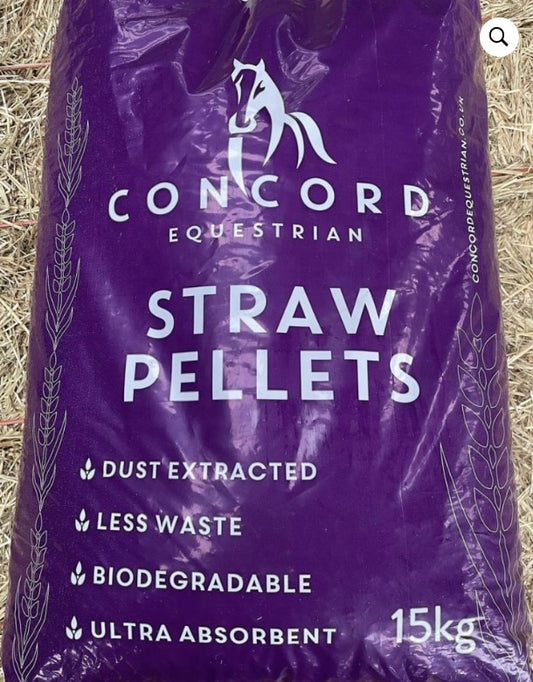 CONCORD
EQUESTRIAN
CONCORDEQUESTRIAN.CO.UK
STRAW
PELLETS
DUST EXTRACTED
LESS WASTE
BIODEGRADABLE
ULTRA ABSORBENT
15kg